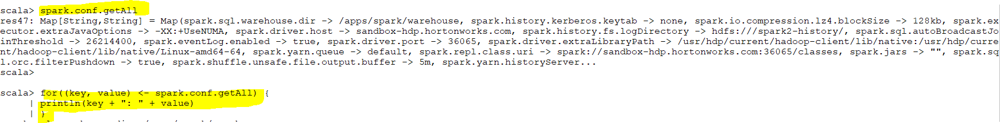 scala> spark.conf.getAll
res47: Map[String,String] = Map(spark.sql.warehouse.dir -> /apps/spark/warehouse, spark.history.kerberos.keytab -> none, spark.io.compression.lz4.blockSize -> 128kb, spark.ex
ecutor.extraJavaOptions -> -XX:+UseNUMA, spark.driver.host -> sandbox-hdp.hortonworks.com, spark.history.fs.logDirectory -> hdfs:///spark2-history/, spark.sql.autoBroadcastJo
inThreshold -> 26214400, spark.eventLog.enabled -> true, spark.driver.port -> 36065, spark.driver.extraLibraryPath -> /usr/hdp/current/hadoop-client/lib/native:/usr/hdp/curre
nt/hadoop-client/lib/native/Linux-amd64-64, spark.yarn.queue -> default, spark.repl.class.uri -> spark://sandbox-hdp.hortonworks.com:36065/classes, spark.jars -> "", spark.sq
l.orc.filterPushdown -> true, spark.shuffle.unsafe.file.output.buffer -> 5m, spark.yarn.historyServer...
scala>
scala> for((key, value) <- spark.conf.getAll) {
| println(key + ": " + value)
| }